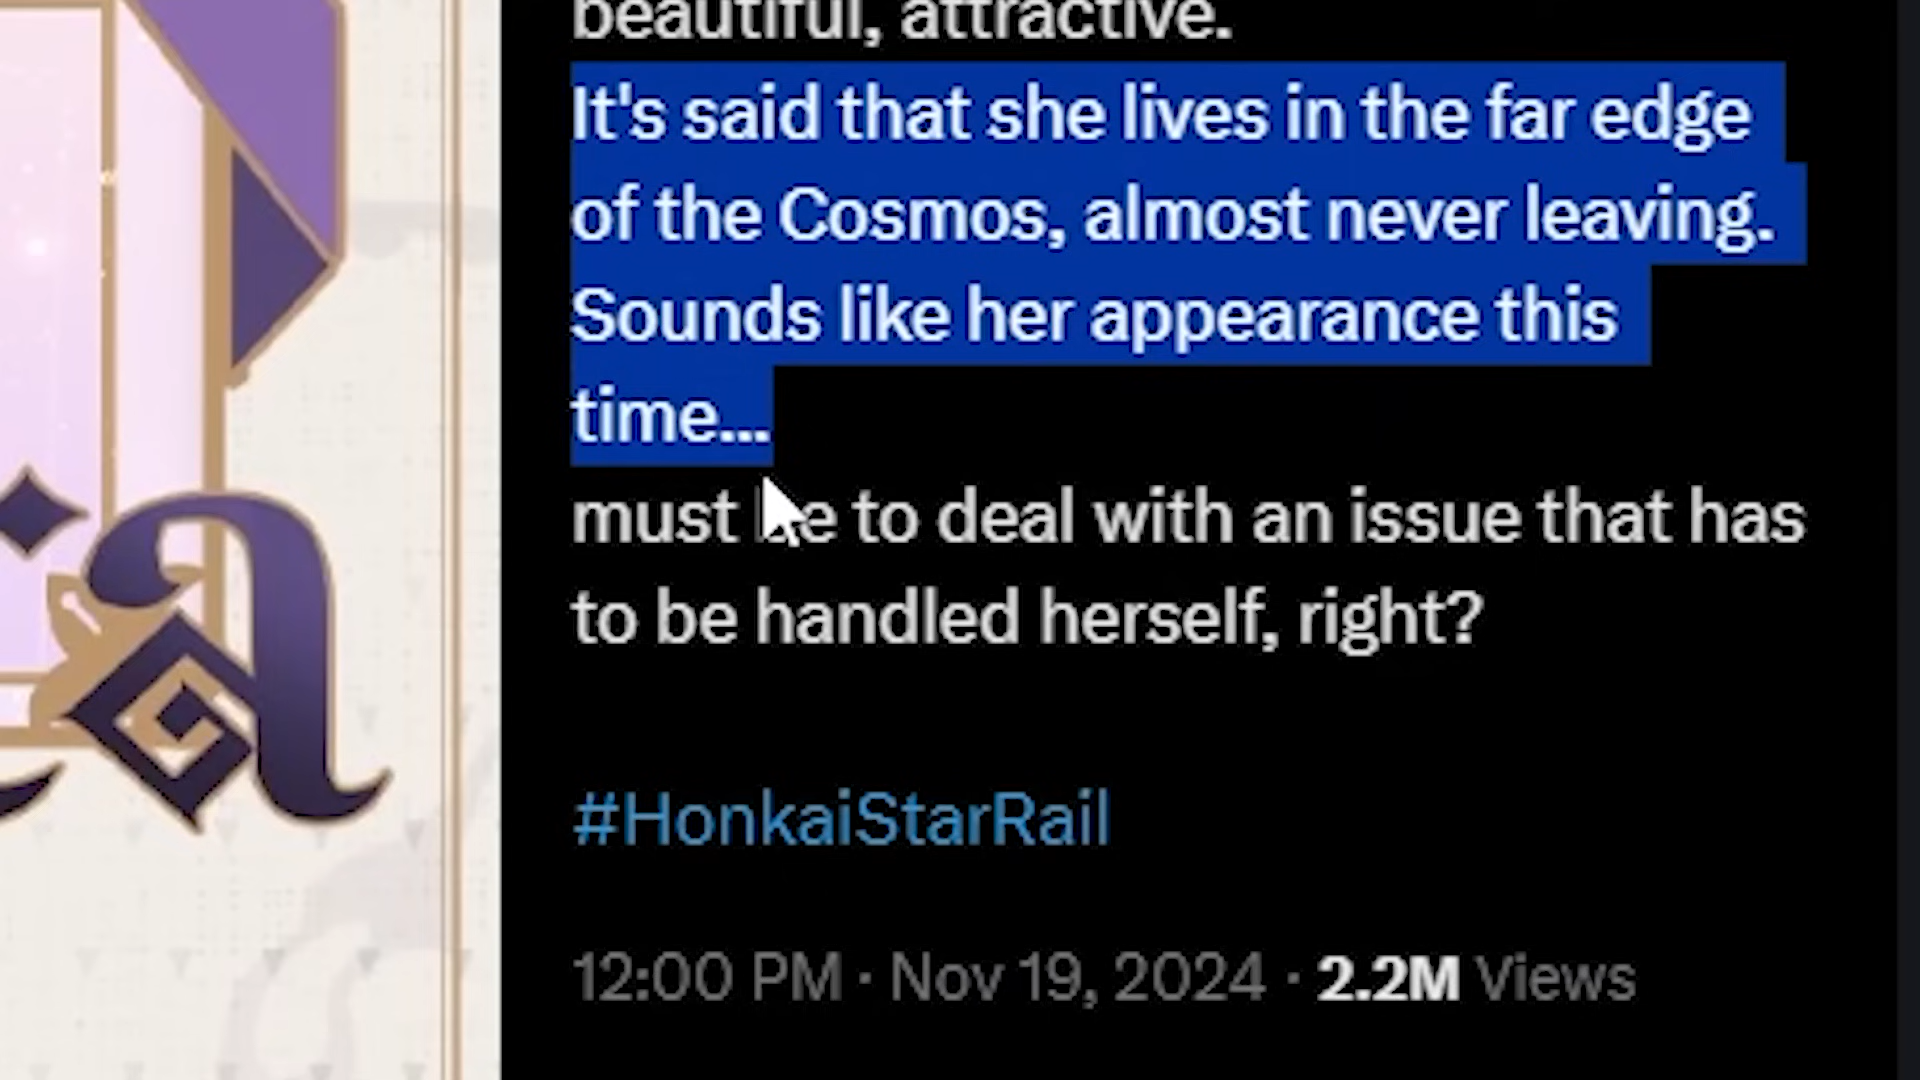 beautiful, attractive.
It's said that she lives in the far edge
of the Cosmos, almost never leaving.
Sounds like her appearance this
time...
must be to deal with an issue that has
to be handled herself, right?
#HonkaiStarRail
12:00 PM · Nov 19, 2024 · 2.2M Views
a